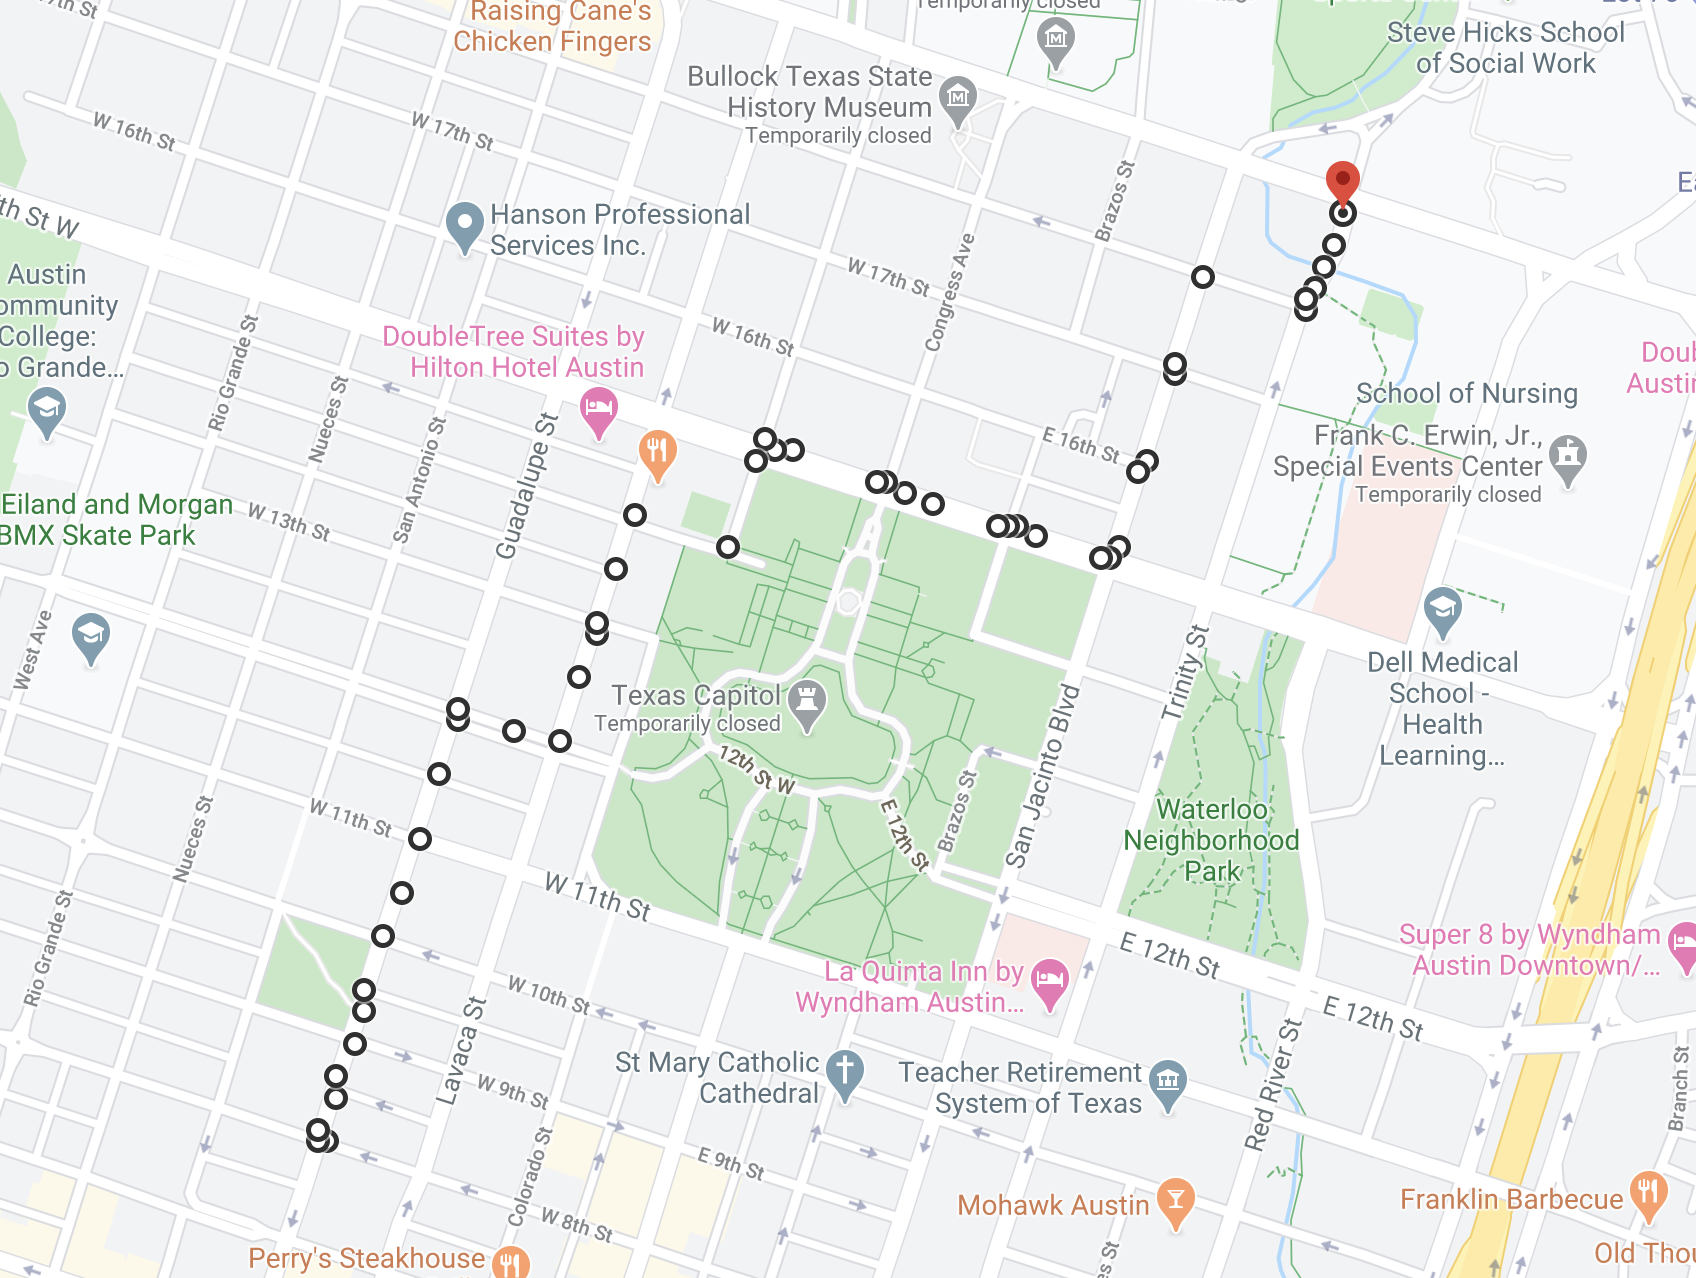 17th St
Raising Cane's
Chicken Fingers
Temporarily closed
Steve Hicks School
of Social Work
Bullock Texas State
History Museum
Temporarily closed
W 16th St
W 17th St
Brazos St
th St W
Hanson Professional
Services Inc.
Congress Ave
W 17th St
Austin
ommunity
College:
o Grande...
Rio Grande St
DoubleTree Suites by
Hilton Hotel Austin
W 16th St
Nueces St
San Antonio St
Guadalupe St
School of Nursing
Frank C. Erwin, Jr.,
Special Events Center
Temporarily closed
E 16th St
Eiland and Morgan
BMX Skate Park
W 13th St
West Ave
Trinity St
Dell Medical
School -
Health
Learning...
Texas Capitol
Temporarily closed
San Jacinto Blvd
12th St W
E 12th St
Brazos St
Waterloo
Neighborhood
Park
W 11th St
Nueces St
W 11th St
Rio Grande St
E 12th St
Super 8 by Wyndham
Austin Downtown/...
La Quinta Inn by
Wyndham Austin...
W 10th St
Lavaca St
E 12th St
Red River St
St Mary Catholic
Cathedral
Teacher Retirement
System of Texas
W 9th St
Branch St
Colorado St
E 9th St
Mohawk Austin
Franklin Barbecue
W 8th St
Perry's Steakhouse
Old Thou